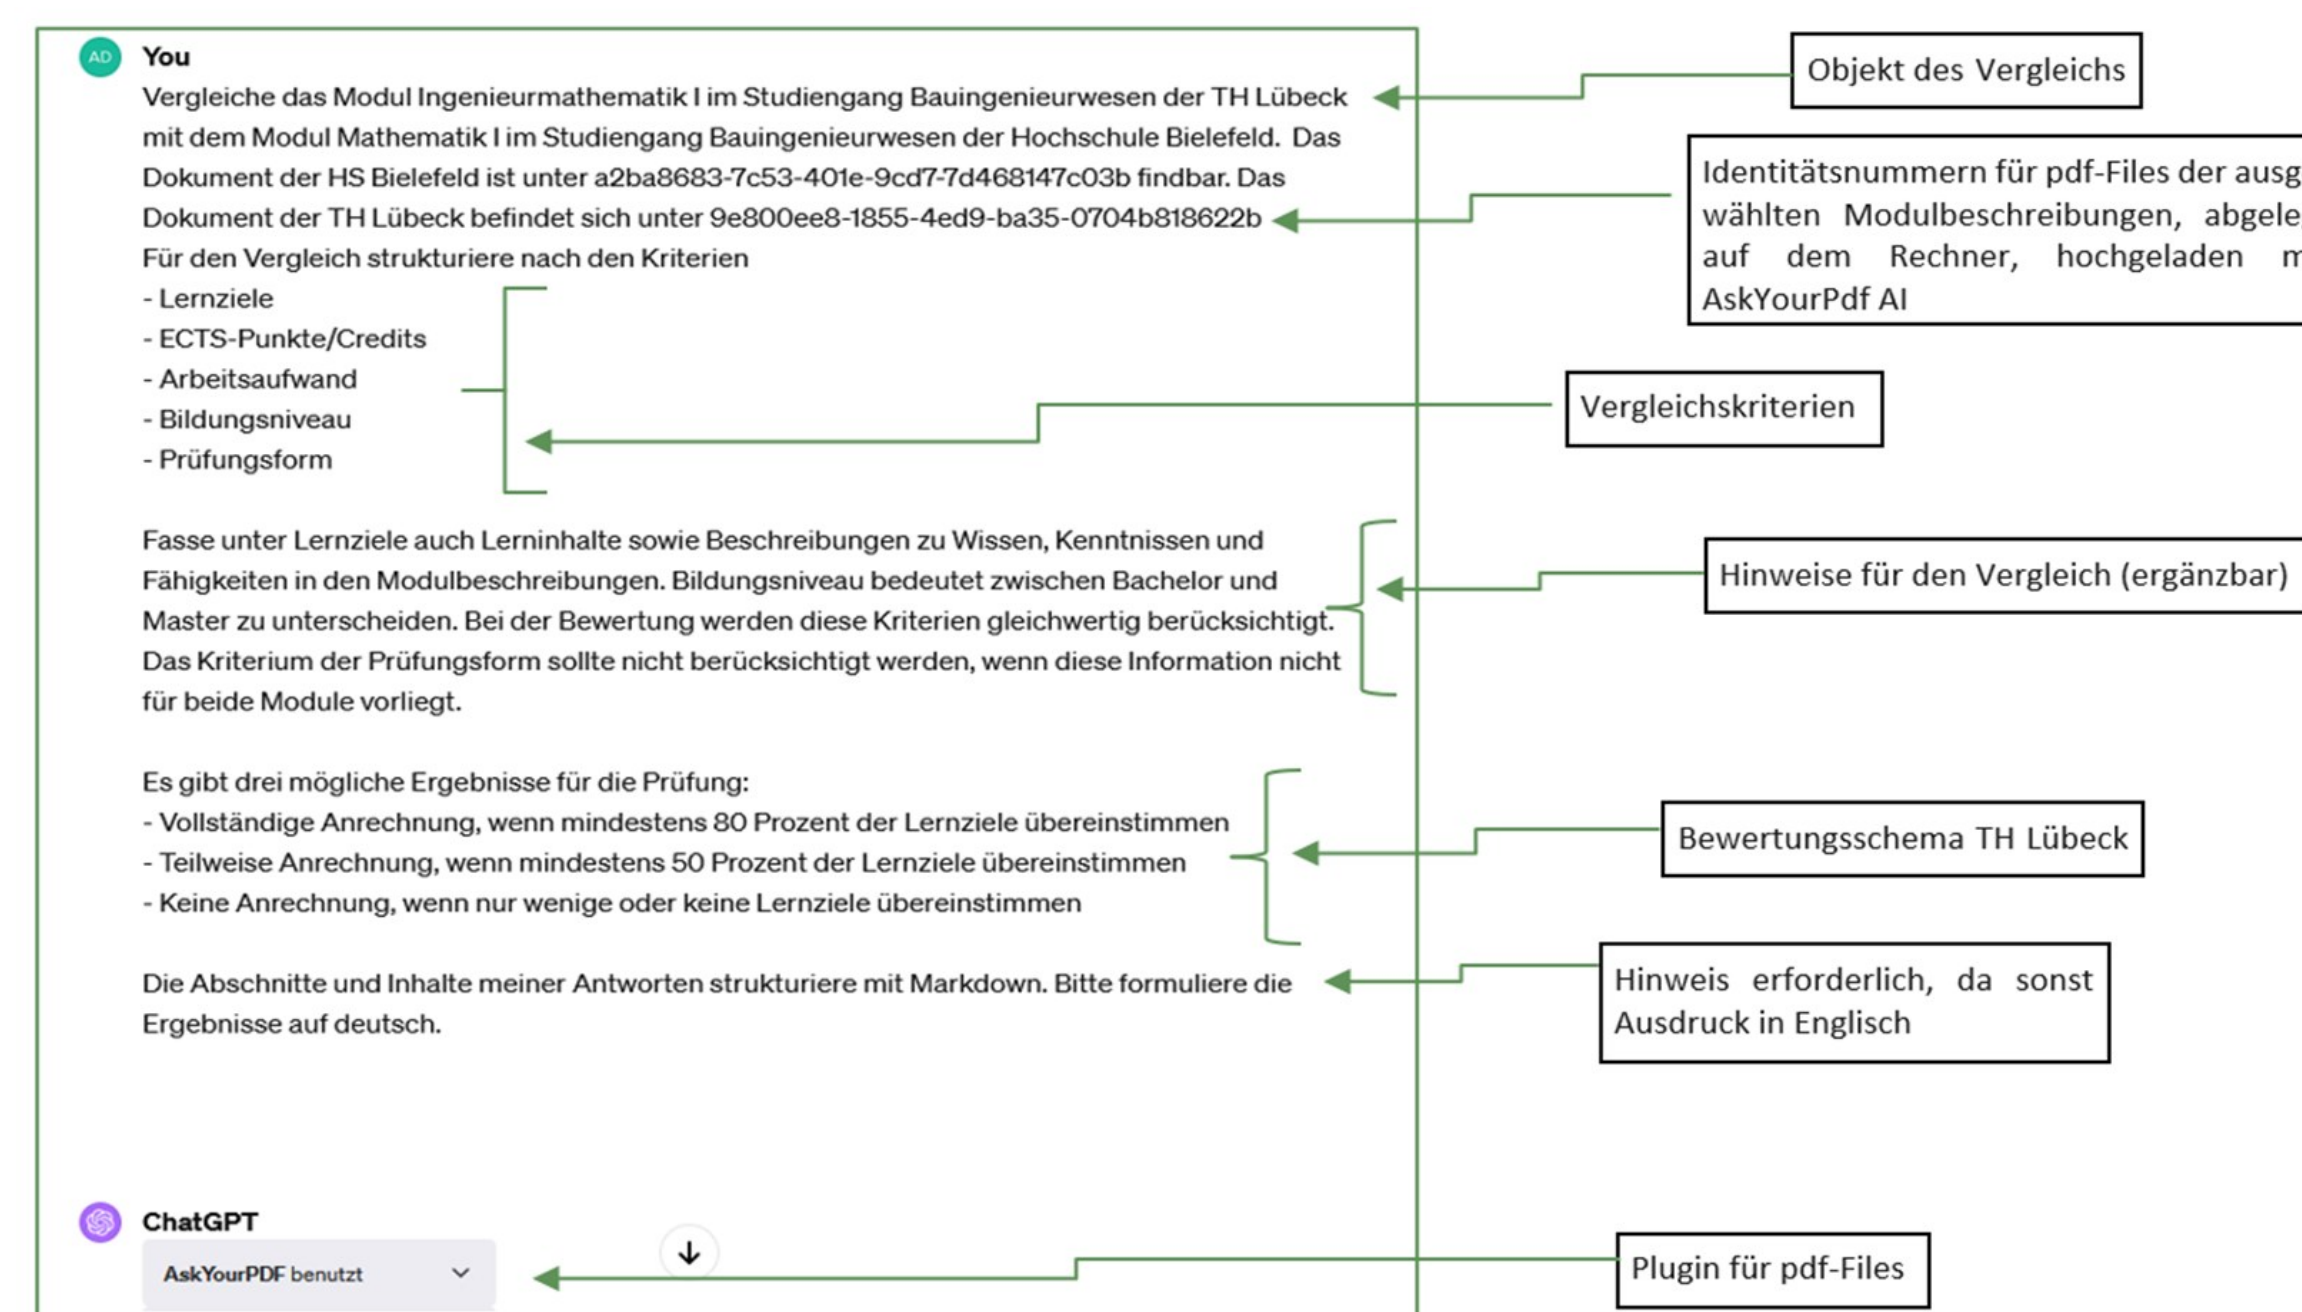 AD
You
Vergleiche das Modul Ingenieurmathematik I im Studiengang Bauingenieurwesen der TH Lübeck
mit dem Modul Mathematik I im Studiengang Bauingenieurwesen der Hochschule Bielefeld.  Das
Dokument der HS Bielefeld ist unter a2ba8683-7c53-401e-9cd7-7d468147c03b findbar. Das
Dokument der TH Lübeck befindet sich unter 9e800ee8-1855-4ed9-ba35-0704b818622b
Für den Vergleich strukturiere nach den Kriterien
- Lernziele
- ECTS-Punkte/Credits
- Arbeitsaufwand
- Bildungsniveau
- Prüfungsform
Fasse unter Lernziele auch Lerninhalte sowie Beschreibungen zu Wissen, Kenntnissen und
Fähigkeiten in den Modulbeschreibungen. Bildungsniveau bedeutet zwischen Bachelor und
Master zu unterscheiden. Bei der Bewertung werden diese Kriterien gleichwertig berücksichtigt.
Das Kriterium der Prüfungsform sollte nicht berücksichtigt werden, wenn diese Information nicht
für beide Module vorliegt.
Es gibt drei mögliche Ergebnisse für die Prüfung:
- Vollständige Anrechnung, wenn mindestens 80 Prozent der Lernziele übereinstimmen
- Teilweise Anrechnung, wenn mindestens 50 Prozent der Lernziele übereinstimmen
- Keine Anrechnung, wenn nur wenige oder keine Lernziele übereinstimmen
Die Abschnitte und Inhalte meiner Antworten strukturiere mit Markdown. Bitte formuliere die
Ergebnisse auf deutsch.
ChatGPT
AskYourPDF benutzt
Objekt des Vergleichs
Identitätsnummern für pdf-Files der ausg
wählten Modulbeschreibungen, abgele
auf dem Rechner, hochgeladen m
AskYourPdf AI
Vergleichskriterien
Hinweise für den Vergleich (ergänzbar)
Bewertungsschema TH Lübeck
Hinweis erforderlich, da sonst
Ausdruck in Englisch
Plugin für pdf-Files